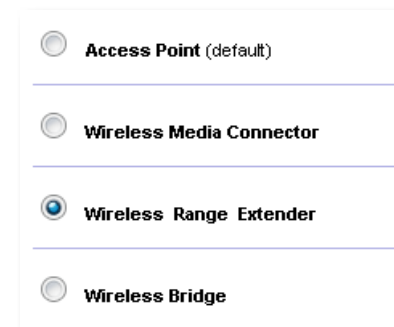 Access Point (default)
Wireless Media Connector
Wireless Range Extender
Wireless Bridge